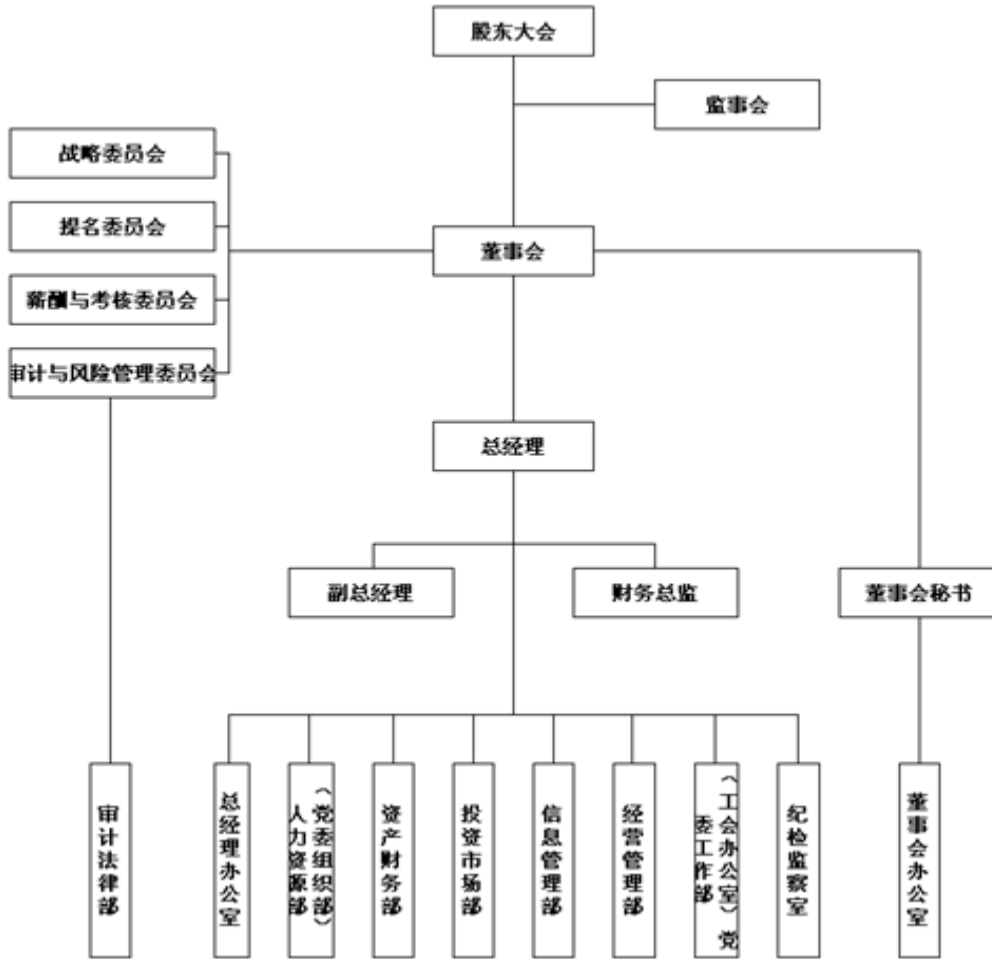 股东大会
监事会
战略委员会
提名委员会
董事会
薪酬与考核委员会
审计与风险管理委员会
总经理
副总经理
财务总监
董事会秘书
审计法律部
总经理办公室
（党委组织部）
人力资源部
资产财务部
投资市场部
信息管理部
经营管理部
（工会办公室）党
委工作部
纪检监察室
董事会办公室